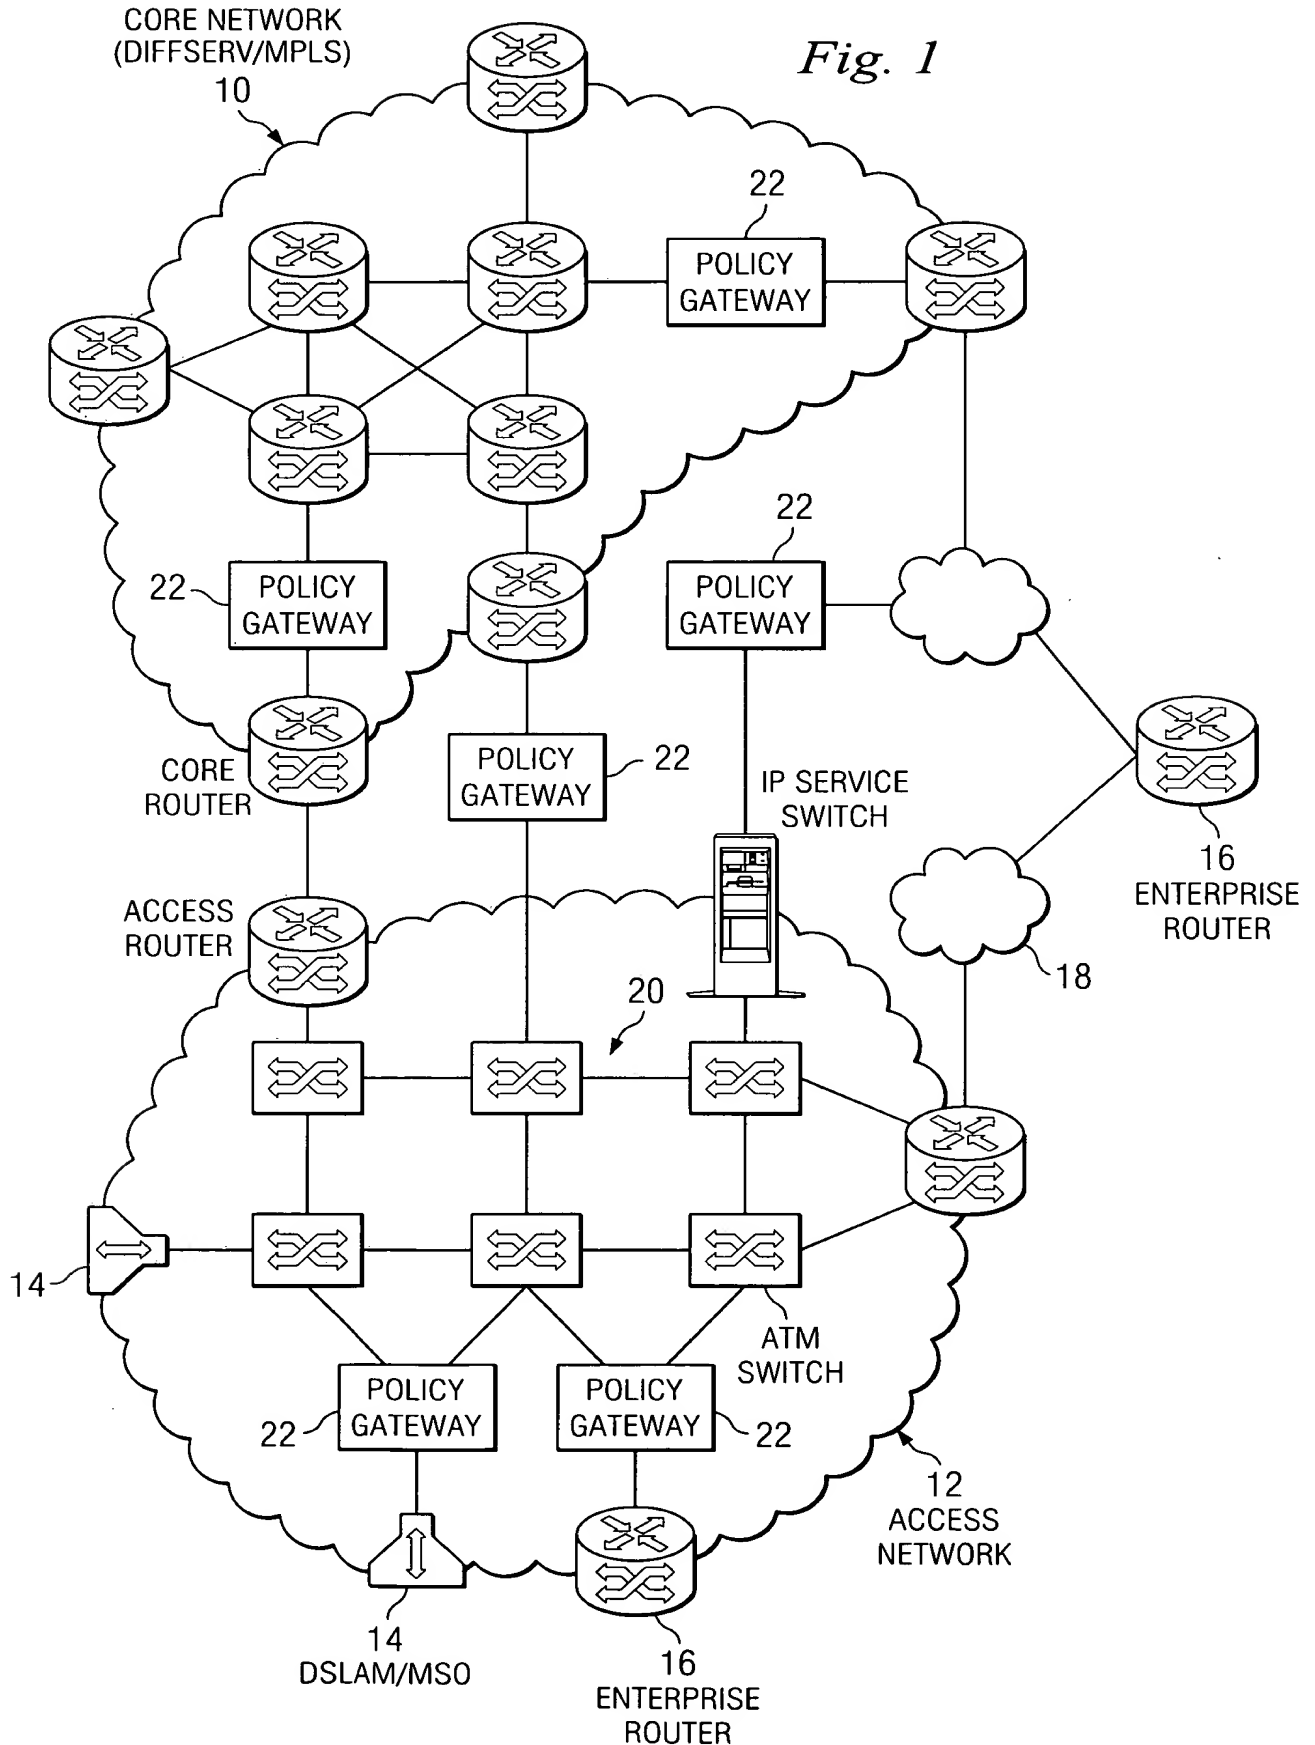 CORE NETWORK
(DIFFSERV/MPLS)
10
Fig. 1
22
POLICY
GATEWAY
22
POLICY
GATEWAY
22
POLICY
GATEWAY
CORE
ROUTER
POLICY
GATEWAY
22
IP SERVICE
SWITCH
16
ENTERPRISE
ROUTER
ACCESS
ROUTER
18
20
14
ATM
SWITCH
POLICY
GATEWAY
22
POLICY
GATEWAY
22
12
ACCESS
NETWORK
14
DSLAM/MSO
16
ENTERPRISE
ROUTER